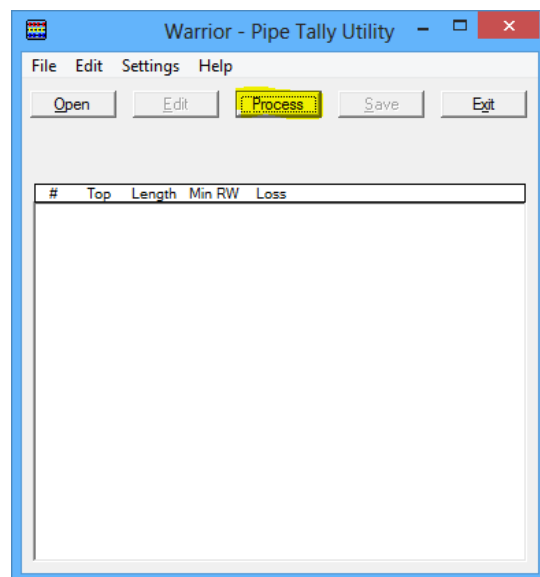 Warrior - Pipe Tally Utility
File Edit Settings Help
Open Edit Process Save Exit
# Top Length Min RW Loss